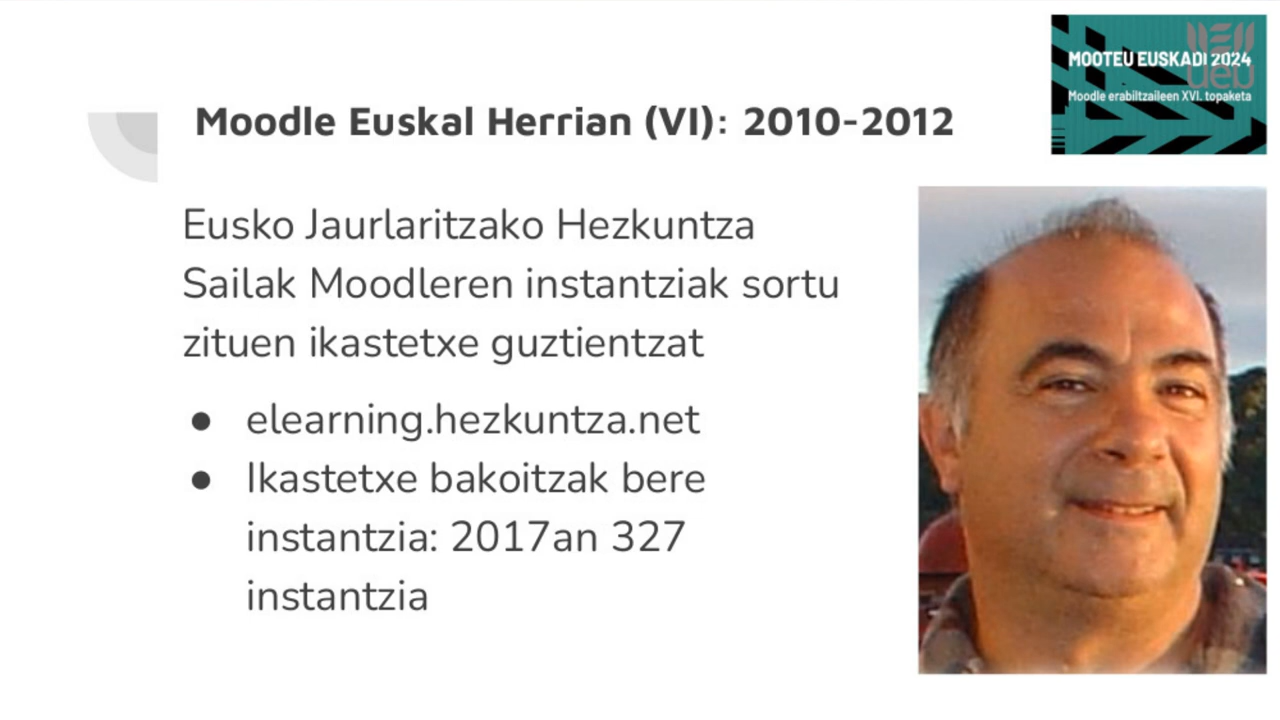 MOOTEU EUSKADI 2024
ueu
Moodle erabiltzaileen XVI. topaketa
Moodle Euskal Herrian (VI): 2010-2012
Eusko Jaurlaritzako Hezkuntza
Sailak Moodleren instantziak sortu
zituen ikastetxe guztientzat
● elearning.hezkuntza.net
● Ikastetxe bakoitzak bere
instantzia: 2017an 327
instantzia